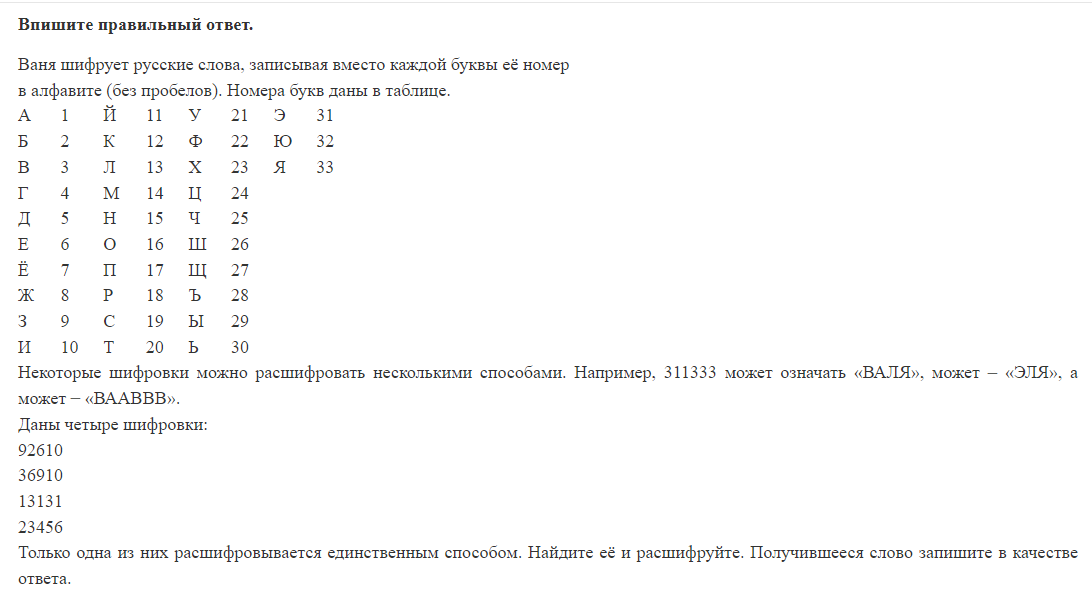 Впишите правильный ответ.
Ваня шифрует русские слова, записывая вместо каждой буквы её номер
в алфавите (без пробелов). Номера букв даны в таблице.
А 1 Й 11 У 21 Э 31
Б 2 К 12 Ф 22 Ю 32
В 3 Л 13 Х 23 Я 33
Г 4 М 14 Ц 24
Д 5 Н 15 Ч 25
Е 6 О 16 Ш 26
Ё 7 П 17 Щ 27
Ж 8 Р 18 Ъ 28
З 9 С 19 Ы 29
И 10 Т 20 Ь 30
Некоторые шифровки можно расшифровать несколькими способами. Например, 311333 может означать «ВАЛЯ», может – «ЭЛЯ», а
может – «ВААВВВ».
Даны четыре шифровки:
92610
36910
13131
23456
Только одна из них расшифровывается единственным способом. Найдите её и расшифруйте. Получившееся слово запишите в качестве
ответа.